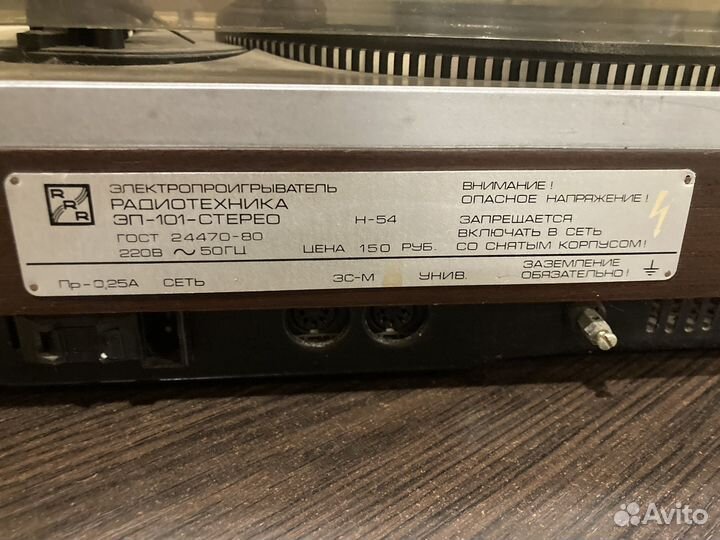 RRR
ЭЛЕКТРОПРОИГРЫВАТЕЛЬ
РАДИОТЕХНИКА
ЭП-101-СТЕРЕО
Н-54
ГОСТ 24470-80
220В ~ 50ГЦ
ЦЕНА 150 РУБ.
ВНИМАНИЕ!
ОПАСНОЕ НАПРЯЖЕНИЕ!
ЗАПРЕЩАЕТСЯ
ВКЛЮЧАТЬ В СЕТЬ
СО СНЯТЫМ КОРПУСОМ!
Пр-0,25А СЕТЬ
ЗС-М УНИВ.
ЗАЗЕМЛЕНИЕ
ОБЯЗАТЕЛЬНО!
Avito